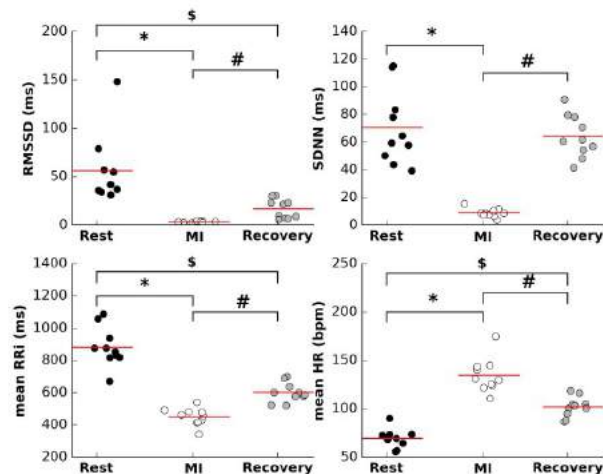 $
*
#
RMSSD (ms)
200
150
100
50
0
Rest
MI
Recovery
*
#
SDNN (ms)
140
120
100
80
60
40
20
0
Rest
MI
Recovery
$
*
#
mean RRi (ms)
1400
1200
1000
800
600
400
200
Rest
MI
Recovery
$
*
#
mean HR (bpm)
250
200
150
100
50
Rest
MI
Recovery